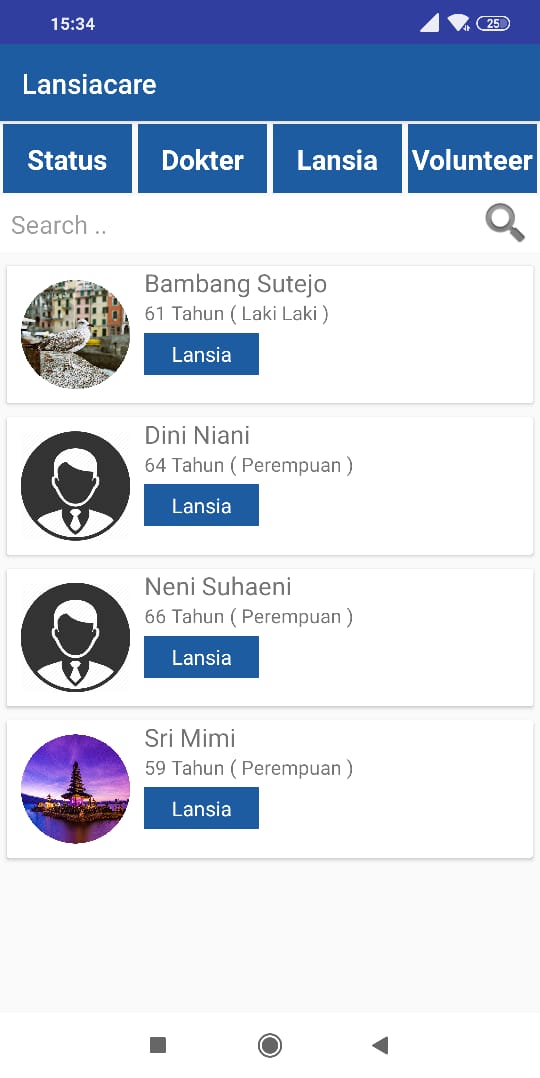 15:34
25
Lansiacare
Status Dokter Lansia Volunteer
Search ..
Bambang Sutejo
61 Tahun ( Laki Laki )
Lansia
Dini Niani
64 Tahun ( Perempuan )
Lansia
Neni Suhaeni
66 Tahun ( Perempuan )
Lansia
Sri Mimi
59 Tahun ( Perempuan )
Lansia